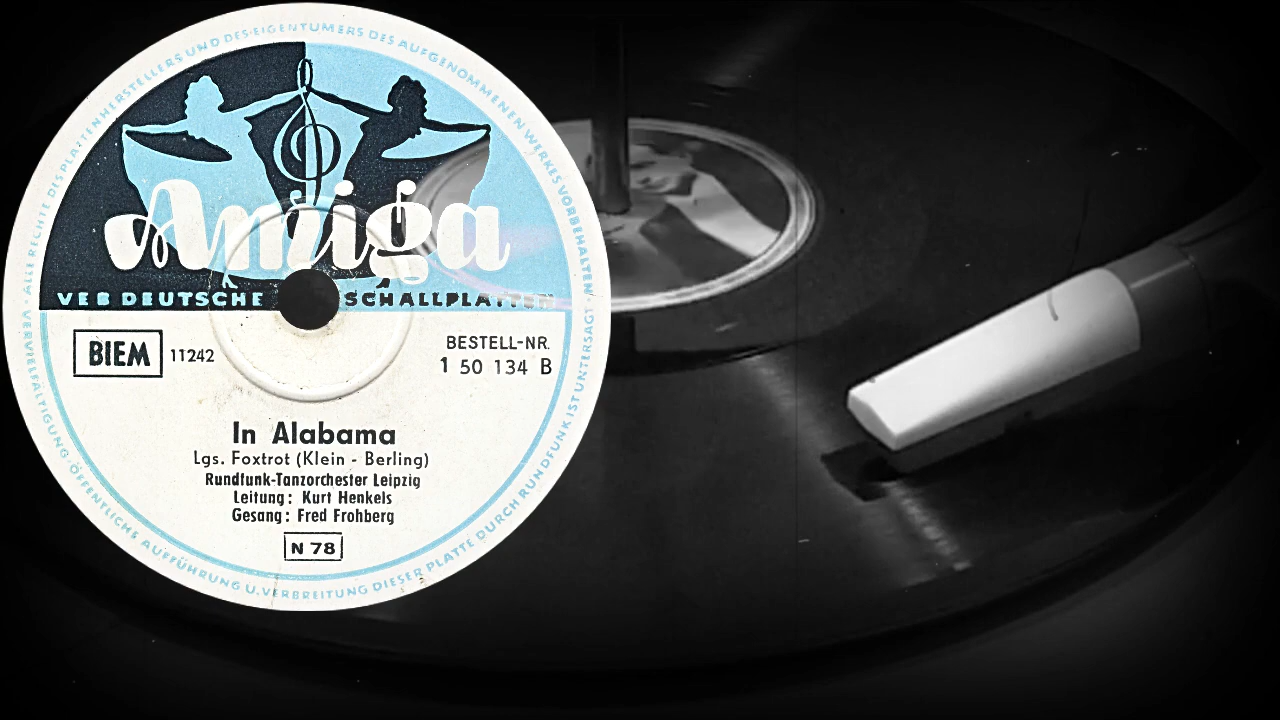 VERVIELFÄLTIGUNG · ÖFFENTLICHE AUFFÜHRUNG U. VERBREITUNG DIESER PLATTE DURCH RUNDFUNK IST UNTERSAGT · ALLE RECHTE DES PLATTENHERSTELLERS UND DES EIGENTUMERS DES AUFGENOMMENEN WERKES VORBEHALTEN
Amiga
VEB DEUTSCHE SCHALLPLATTEN
BIEM 11242
BESTELL-NR.
1 50 134 B
In Alabama
Lgs. Foxtrot (Klein - Berling)
Rundfunk-Tanzorchester Leipzig
Leitung: Kurt Henkels
Gesang: Fred Frohberg
N 78